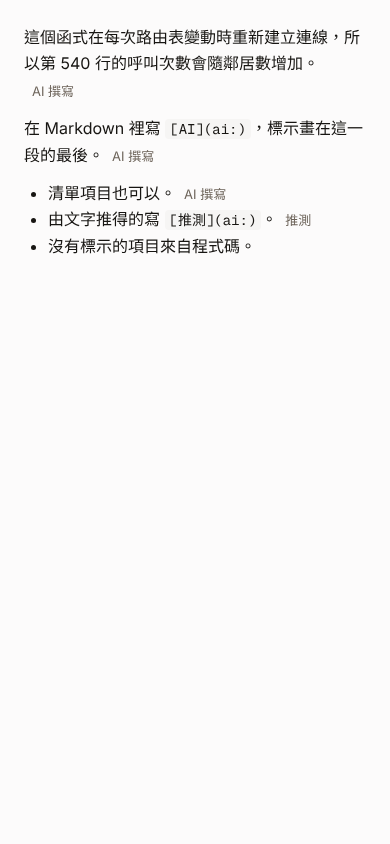 這個函式在每次路由表變動時重新建立連線，所
以第 540 行的呼叫次數會隨鄰居數增加。
AI 撰寫
在 Markdown 裡寫 [AI](ai:)，標示畫在這一
段的最後。 AI 撰寫
• 清單項目也可以。 AI 撰寫
• 由文字推得的寫 [推測](ai:)。 推測
• 沒有標示的項目來自程式碼。